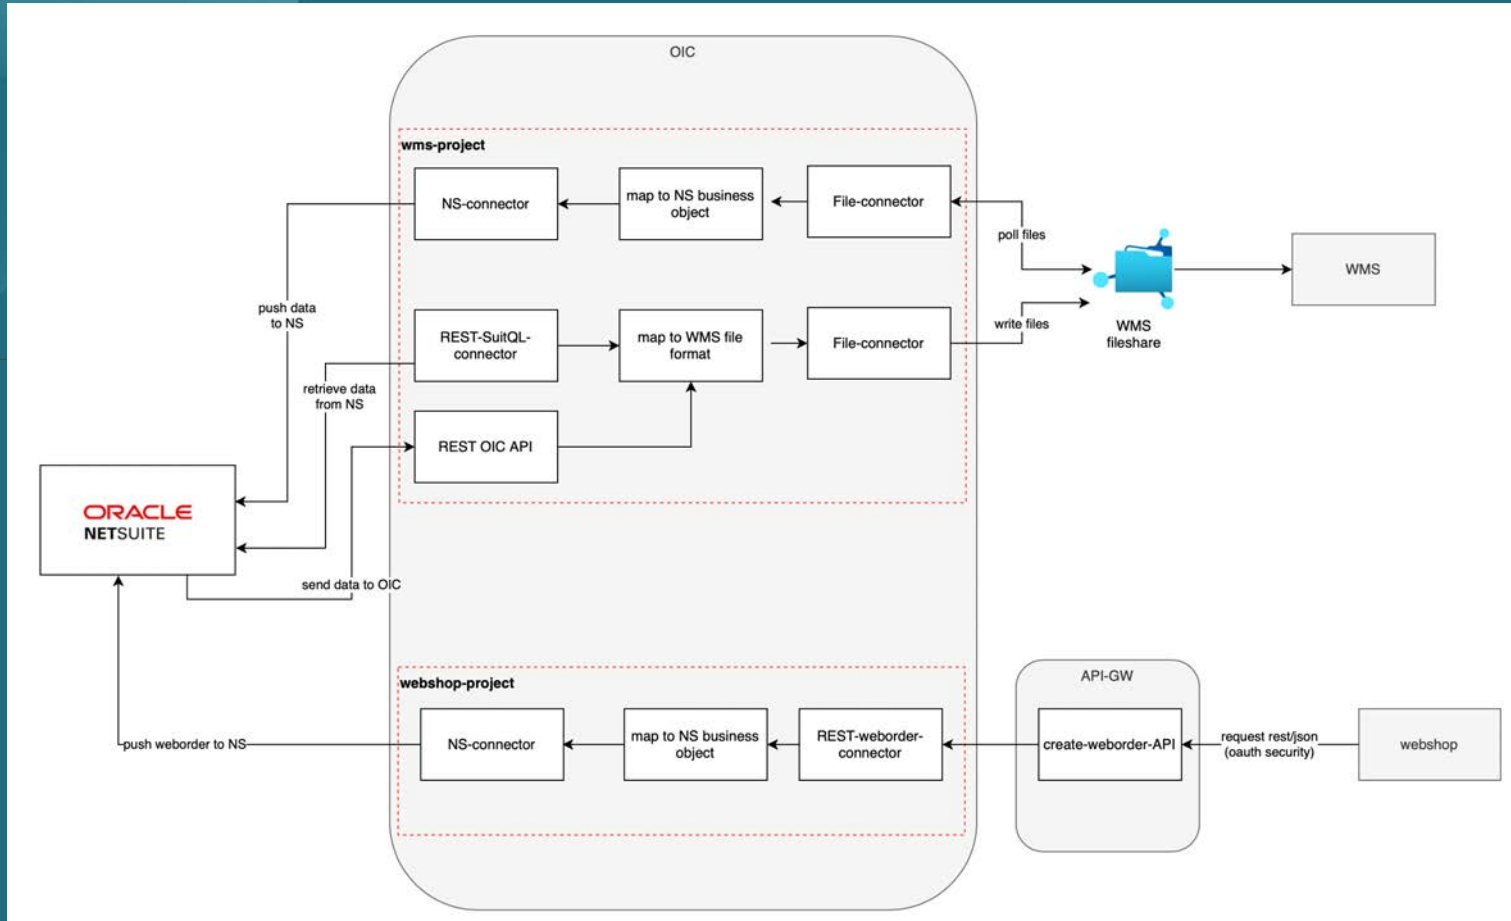 OIC
wms-project
NS-connector
map to NS business
object
File-connector
poll files
WMS
push data
to NS
REST-SuitQL-
connector
map to WMS file
format
File-connector
write files
WMS
fileshare
retrieve data
from NS
REST OIC API
ORACLE
NETSUITE
send data to OIC
webshop-project
API-GW
push weborder to NS
NS-connector
map to NS business
object
REST-weborder-
connector
create-weborder-API
request rest/json
(oauth security)
webshop